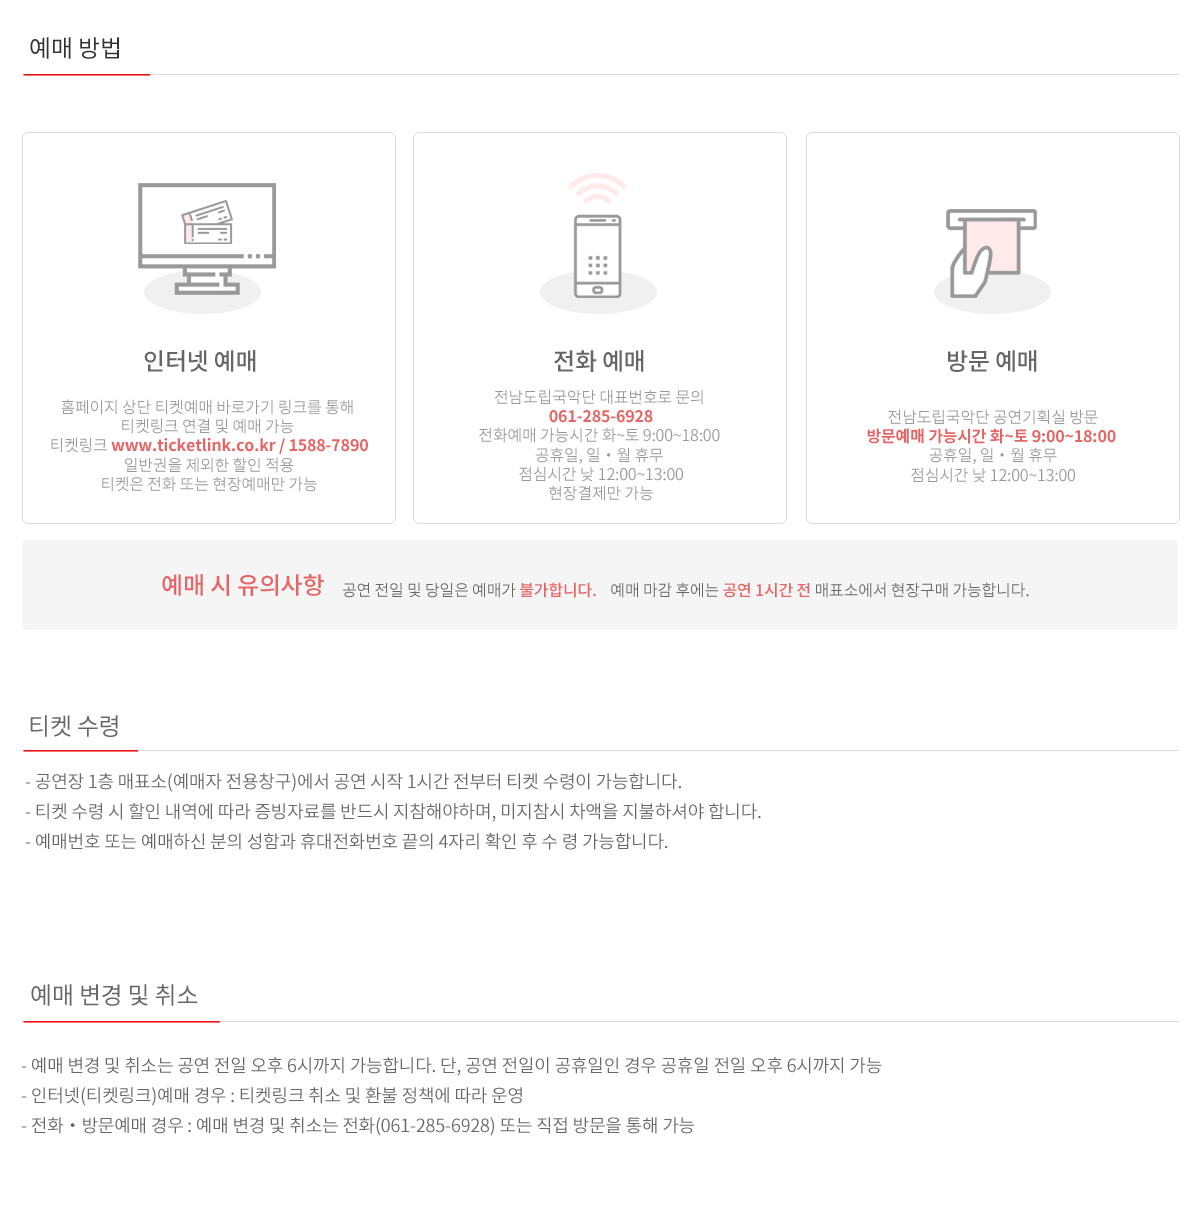 예매 방법
인터넷 예매
홈페이지 상단 티켓예매 바로가기 링크를 통해
티켓링크 연결 및 예매 가능
티켓링크 www.ticketlink.co.kr / 1588-7890
일반권을 제외한 할인 적용
티켓은 전화 또는 현장예매만 가능
전화 예매
전남도립국악단 대표번호로 문의
061-285-6928
전화예매 가능시간 화~토 9:00~18:00
공휴일, 일・월 휴무
점심시간 낮 12:00~13:00
현장결제만 가능
방문 예매
전남도립국악단 공연기획실 방문
방문예매 가능시간 화~토 9:00~18:00
공휴일, 일・월 휴무
점심시간 낮 12:00~13:00
예매 시 유의사항 공연 전일 및 당일은 예매가 불가합니다. 예매 마감 후에는 공연 1시간 전 매표소에서 현장구매 가능합니다.
티켓 수령
- 공연장 1층 매표소(예매자 전용창구)에서 공연 시작 1시간 전부터 티켓 수령이 가능합니다.
- 티켓 수령 시 할인 내역에 따라 증빙자료를 반드시 지참해야하며, 미지참시 차액을 지불하셔야 합니다.
- 예매번호 또는 예매하신 분의 성함과 휴대전화번호 끝의 4자리 확인 후 수 령 가능합니다.
예매 변경 및 취소
- 예매 변경 및 취소는 공연 전일 오후 6시까지 가능합니다. 단, 공연 전일이 공휴일인 경우 공휴일 전일 오후 6시까지 가능
- 인터넷(티켓링크)예매 경우 : 티켓링크 취소 및 환불 정책에 따라 운영
- 전화・방문예매 경우 : 예매 변경 및 취소는 전화(061-285-6928) 또는 직접 방문을 통해 가능